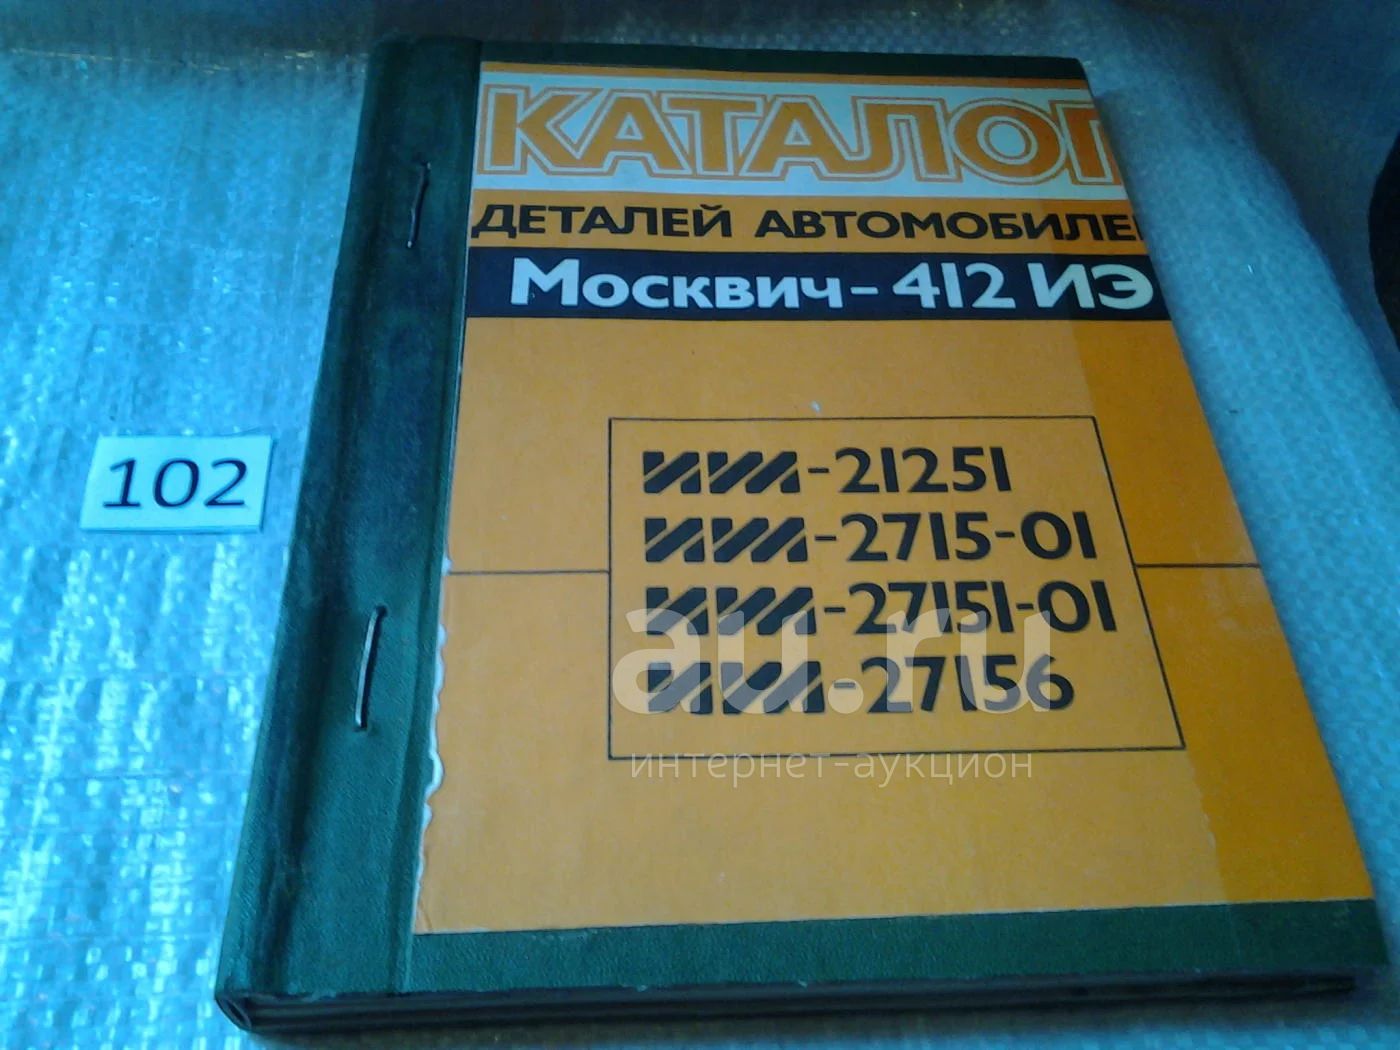 КАТАЛОГ
ДЕТАЛЕЙ АВТОМОБИЛЕЙ
МОСКВИЧ-412 ИЭ
ИЖ-21251
ИЖ-2715-01
ИЖ-27151-01
ИЖ-27156
102
au.ru
интернет-аукцион